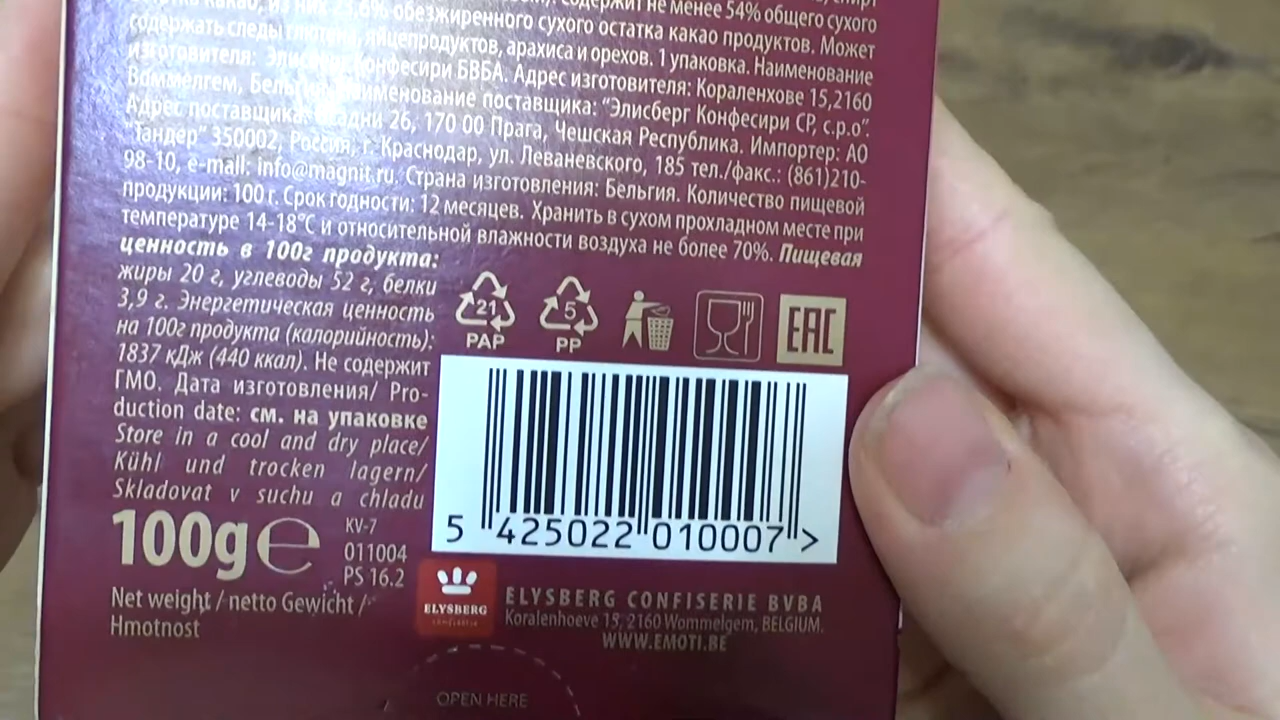 содержит не менее 54% общего сухого
какао, из них 23,6% обезжиренного сухого остатка какао продуктов. Может
содержать следы глютена, яйцепродуктов, арахиса и орехов. 1 упаковка. Наименование
изготовителя: Элисберг Конфесири БВБА. Адрес изготовителя: Кораленхове 15,2160
Воммелгем, Бельгия. Наименование поставщика: “Элисберг Конфесири СР, с.р.о”.
Адрес поставщика: 26, 170 00 Прага, Чешская Республика. Импортер: АО
“Тандер” 350002, Россия, г. Краснодар, ул. Леваневского, 185 тел./факс.: (861)210-
98-10, e-mail: info@magnit.ru. Страна изготовления: Бельгия. Количество пищевой
продукции: 100 г. Срок годности: 12 месяцев. Хранить в сухом прохладном месте при
температуре 14-18°С и относительной влажности воздуха не более 70%. Пищевая
ценность в 100г продукта:
жиры 20 г, углеводы 52 г, белки
3,9 г. Энергетическая ценность
на 100г продукта (калорийность):
1837 кДж (440 ккал). Не содержит
ГМО. Дата изготовления/ Pro-
duction date: см. на упаковке
Store in a cool and dry place/
Kühl und trocken lagern/
Skladovat v suchu a chladu
21
PAP
5
PP
EAC
5 425022 010007 >
100g e
KV-7
011004
PS 16.2
Net weight / netto Gewicht /
Hmotnost
ELYSBERG
ELYSBERG CONFISERIE BVBA
Koralenhoeve 15, 2160 Wommelgem, BELGIUM.
WWW.EMOTI.BE
OPEN HERE